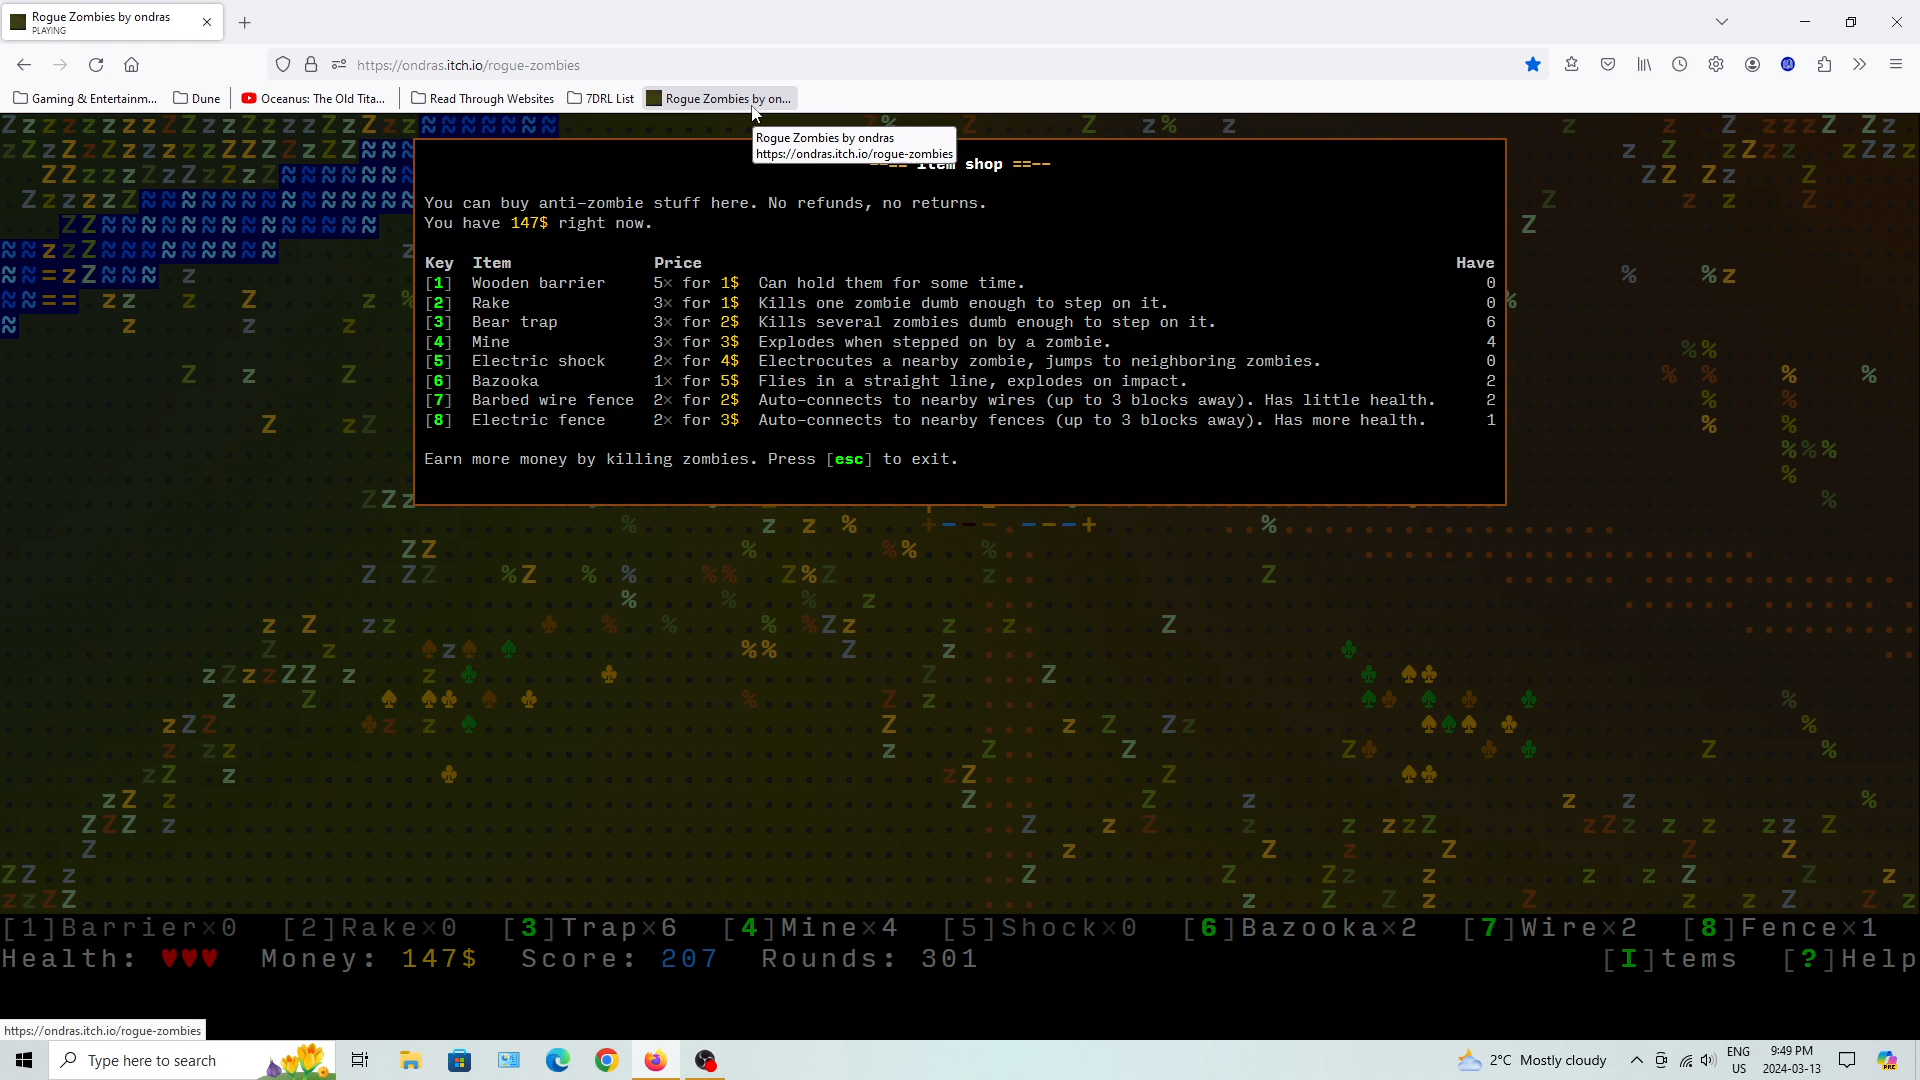 Rogue Zombies by ondras
PLAYING
https://ondras.itch.io/rogue-zombies
Gaming & Entertainm...
Dune
Oceanus: The Old Tita...
Read Through Websites
7DRL List
Rogue Zombies by on...
Rogue Zombies by ondras
https://ondras.itch.io/rogue-zombies
Item shop ==--
You can buy anti-zombie stuff here. No refunds, no returns.
You have 147$ right now.
Key Item Price Have
[1] Wooden barrier 5× for 1$ Can hold them for some time. 0
[2] Rake 3× for 1$ Kills one zombie dumb enough to step on it. 0
[3] Bear trap 3× for 2$ Kills several zombies dumb enough to step on it. 6
[4] Mine 3× for 3$ Explodes when stepped on by a zombie. 4
[5] Electric shock 2× for 4$ Electrocutes a nearby zombie, jumps to neighboring zombies. 0
[6] Bazooka 1× for 5$ Flies in a straight line, explodes on impact. 2
[7] Barbed wire fence 2× for 2$ Auto-connects to nearby wires (up to 3 blocks away). Has little health. 2
[8] Electric fence 2× for 3$ Auto-connects to nearby fences (up to 3 blocks away). Has more health. 1
Earn more money by killing zombies. Press [esc] to exit.
[1]Barrier×0 [2]Rake×0 [3]Trap×6 [4]Mine×4 [5]Shock×0 [6]Bazooka×2 [7]Wire×2 [8]Fence×1
Health: ♥♥♥ Money: 147$ Score: 207 Rounds: 301 [I]tems [?]Help
https://ondras.itch.io/rogue-zombies
Type here to search
2°C Mostly cloudy
ENG
US
9:49 PM
2024-03-13
PRE